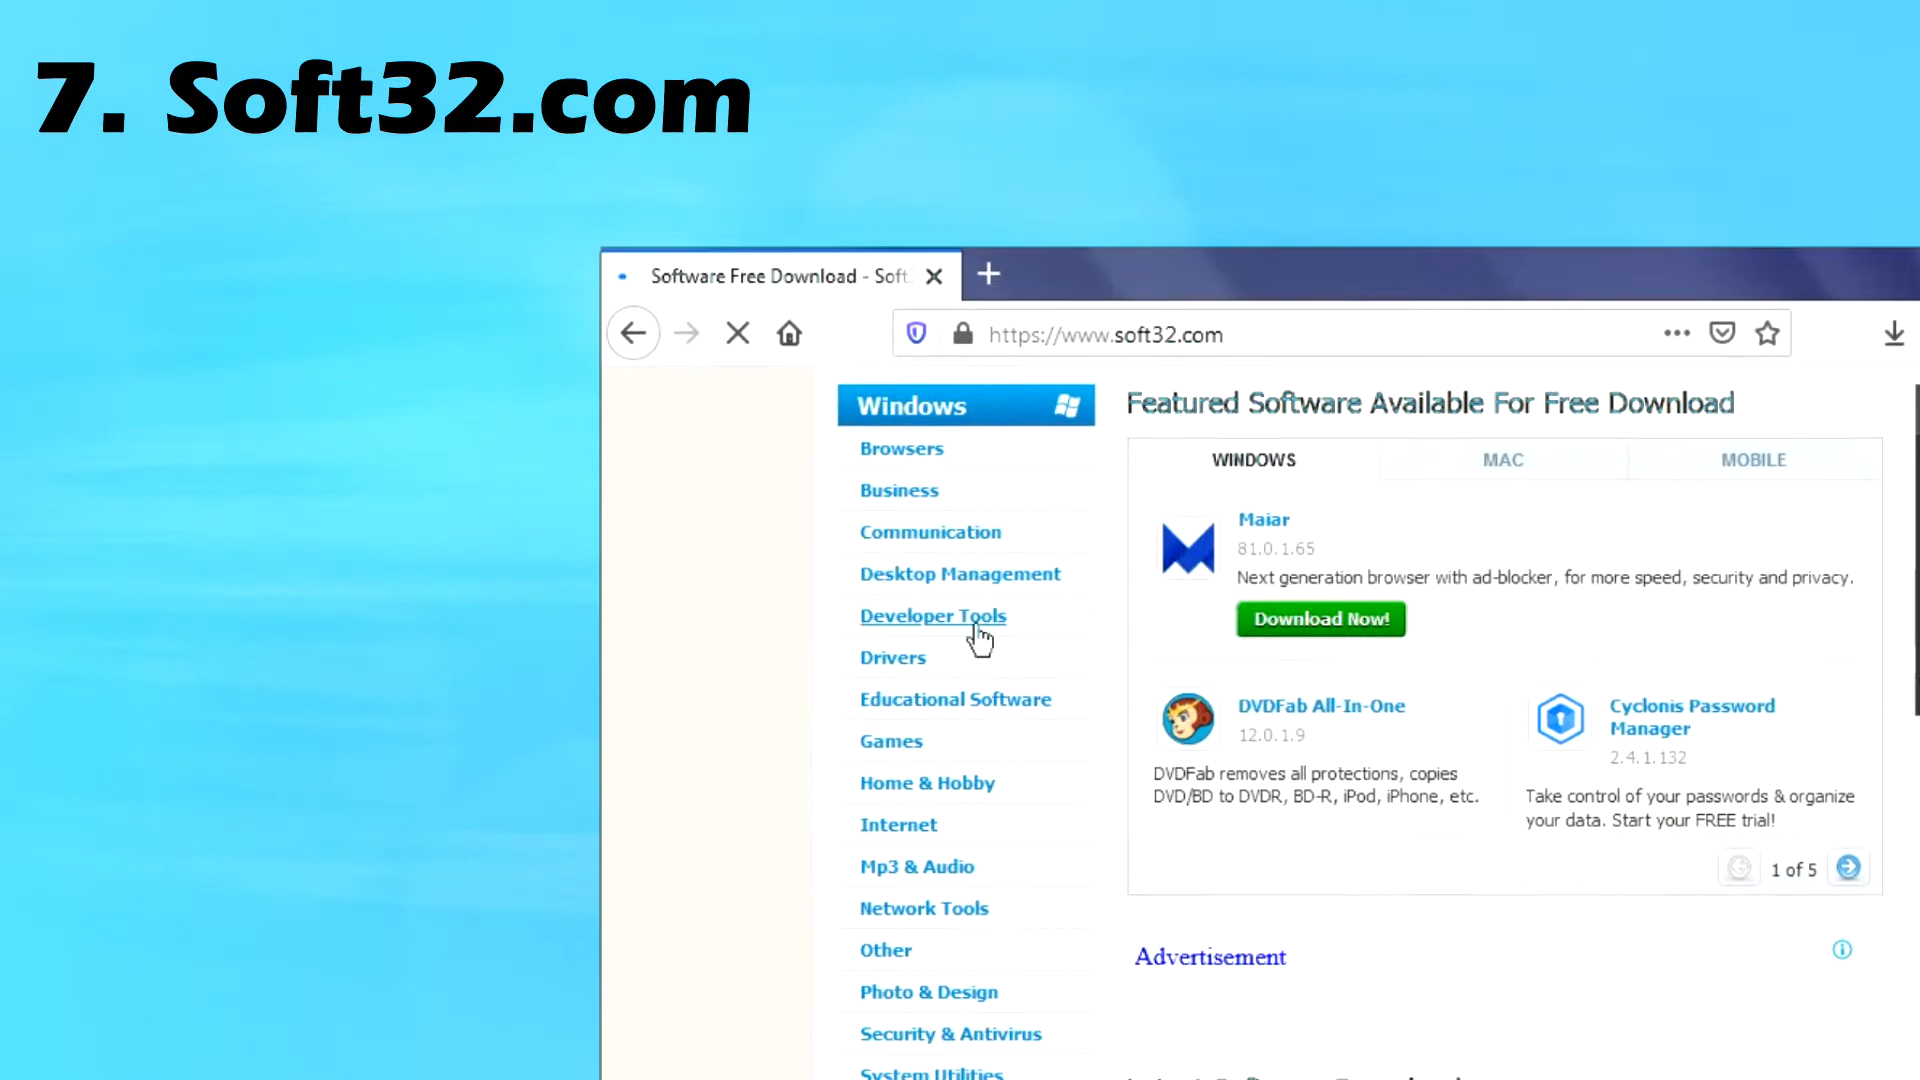 7. Soft32.com
Software Free Download - Soft
https://www.soft32.com
Windows
Browsers
Business
Communication
Desktop Management
Developer Tools
Drivers
Educational Software
Games
Home & Hobby
Internet
Mp3 & Audio
Network Tools
Other
Photo & Design
Security & Antivirus
System Utilities
Featured Software Available For Free Download
WINDOWS
MAC
MOBILE
Maiar
81.0.1.65
Next generation browser with ad-blocker, for more speed, security and privacy.
Download Now!
DVDFab All-In-One
12.0.1.9
DVDFab removes all protections, copies
DVD/BD to DVDR, BD-R, iPod, iPhone, etc.
Cyclonis Password
Manager
2.4.1.132
Take control of your passwords & organize
your data. Start your FREE trial!
1 of 5
Advertisement